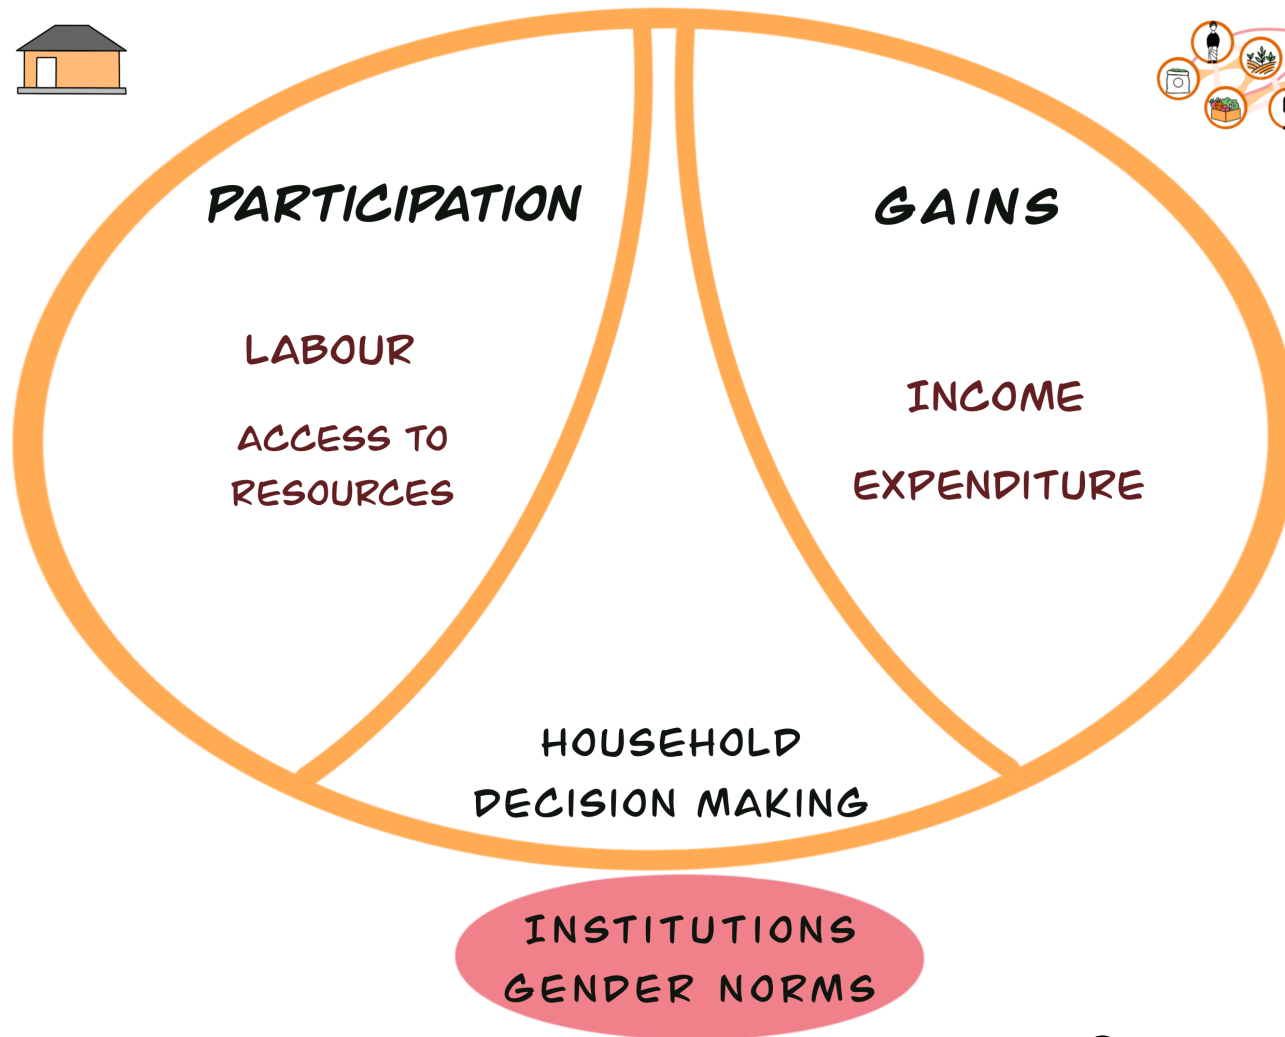 PARTICIPATION
LABOUR
ACCESS TO
RESOURCES
GAINS
INCOME
EXPENDITURE
HOUSEHOLD
DECISION MAKING
INSTITUTIONS
GENDER NORMS